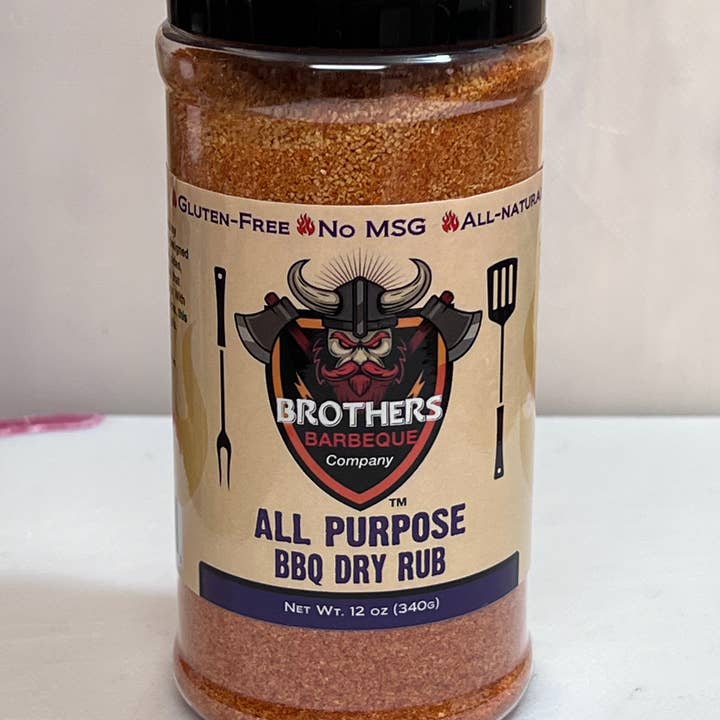 GLUTEN-FREE NO MSG ALL-NATURA
BROTHERS
BARBEQUE
Company
TM
ALL PURPOSE
BBQ DRY RUB
NET WT. 12 OZ (340G)